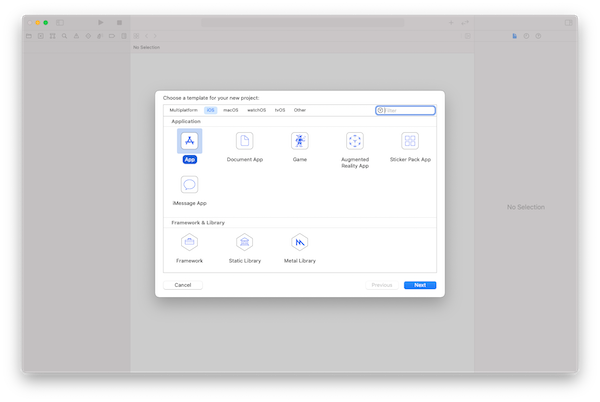 No Selection
Choose a template for your new project:
Multiplatform iOS macOS watchOS tvOS Other Filter
Application
App Document App Game Augmented Reality App Sticker Pack App
iMessage App
Framework & Library
Framework Static Library Metal Library
No Selection
Cancel Previous Next